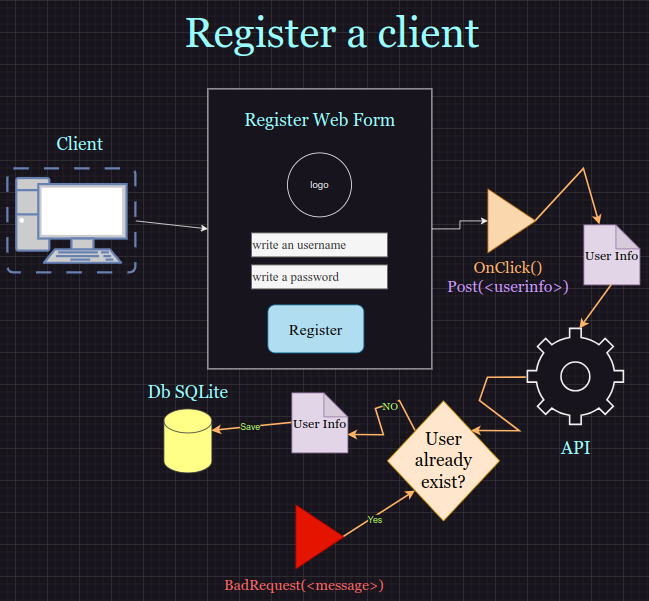 Register a client
Client
Register Web Form
logo
write an username
write a password
Register
OnClick()
Post(<userinfo>)
User Info
API
Db SQLite
Save
User Info
NO
User
already
exist?
Yes
BadRequest(<message>)